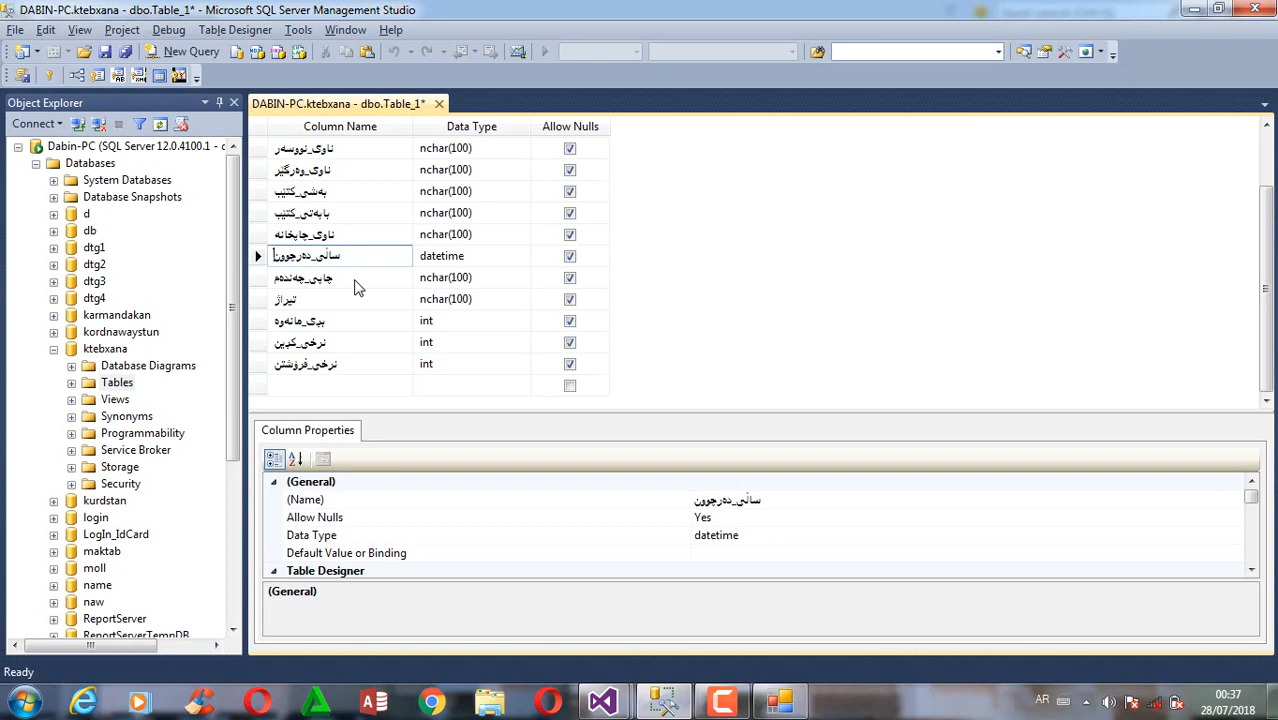 DABIN-PC.ktebxana - dbo.Table_1* - Microsoft SQL Server Management Studio
File Edit View Project Debug Table Designer Tools Window Help
New Query
Object Explorer
DABIN-PC.ktebxana - dbo.Table_1*
Connect
Dabin-PC (SQL Server 12.0.4100.1 - d
Databases
System Databases
Database Snapshots
d
db
dtg1
dtg2
dtg3
dtg4
karmandakan
kordnawaystun
ktebxana
Database Diagrams
Tables
Views
Synonyms
Programmability
Service Broker
Storage
Security
kurdstan
login
LogIn_IdCard
maktab
moll
name
naw
ReportServer
ReportServerTempDB
Column Name Data Type Allow Nulls
ناوی_نووسەر nchar(100)
ناوی_وەرگێر nchar(100)
بەشی_کتێب nchar(100)
بابەتی_کتێب nchar(100)
ناوی_چاپخانە nchar(100)
ساڵی_دەرچوون datetime
چاپی_چەندەم nchar(100)
تیراژ nchar(100)
بڕی_مانەوە int
نرخی_کڕین int
نرخی_فرۆشتن int
Column Properties
(General)
(Name) ساڵی_دەرچوون
Allow Nulls Yes
Data Type datetime
Default Value or Binding
Table Designer
(General)
Ready
AR
00:37
28/07/2018